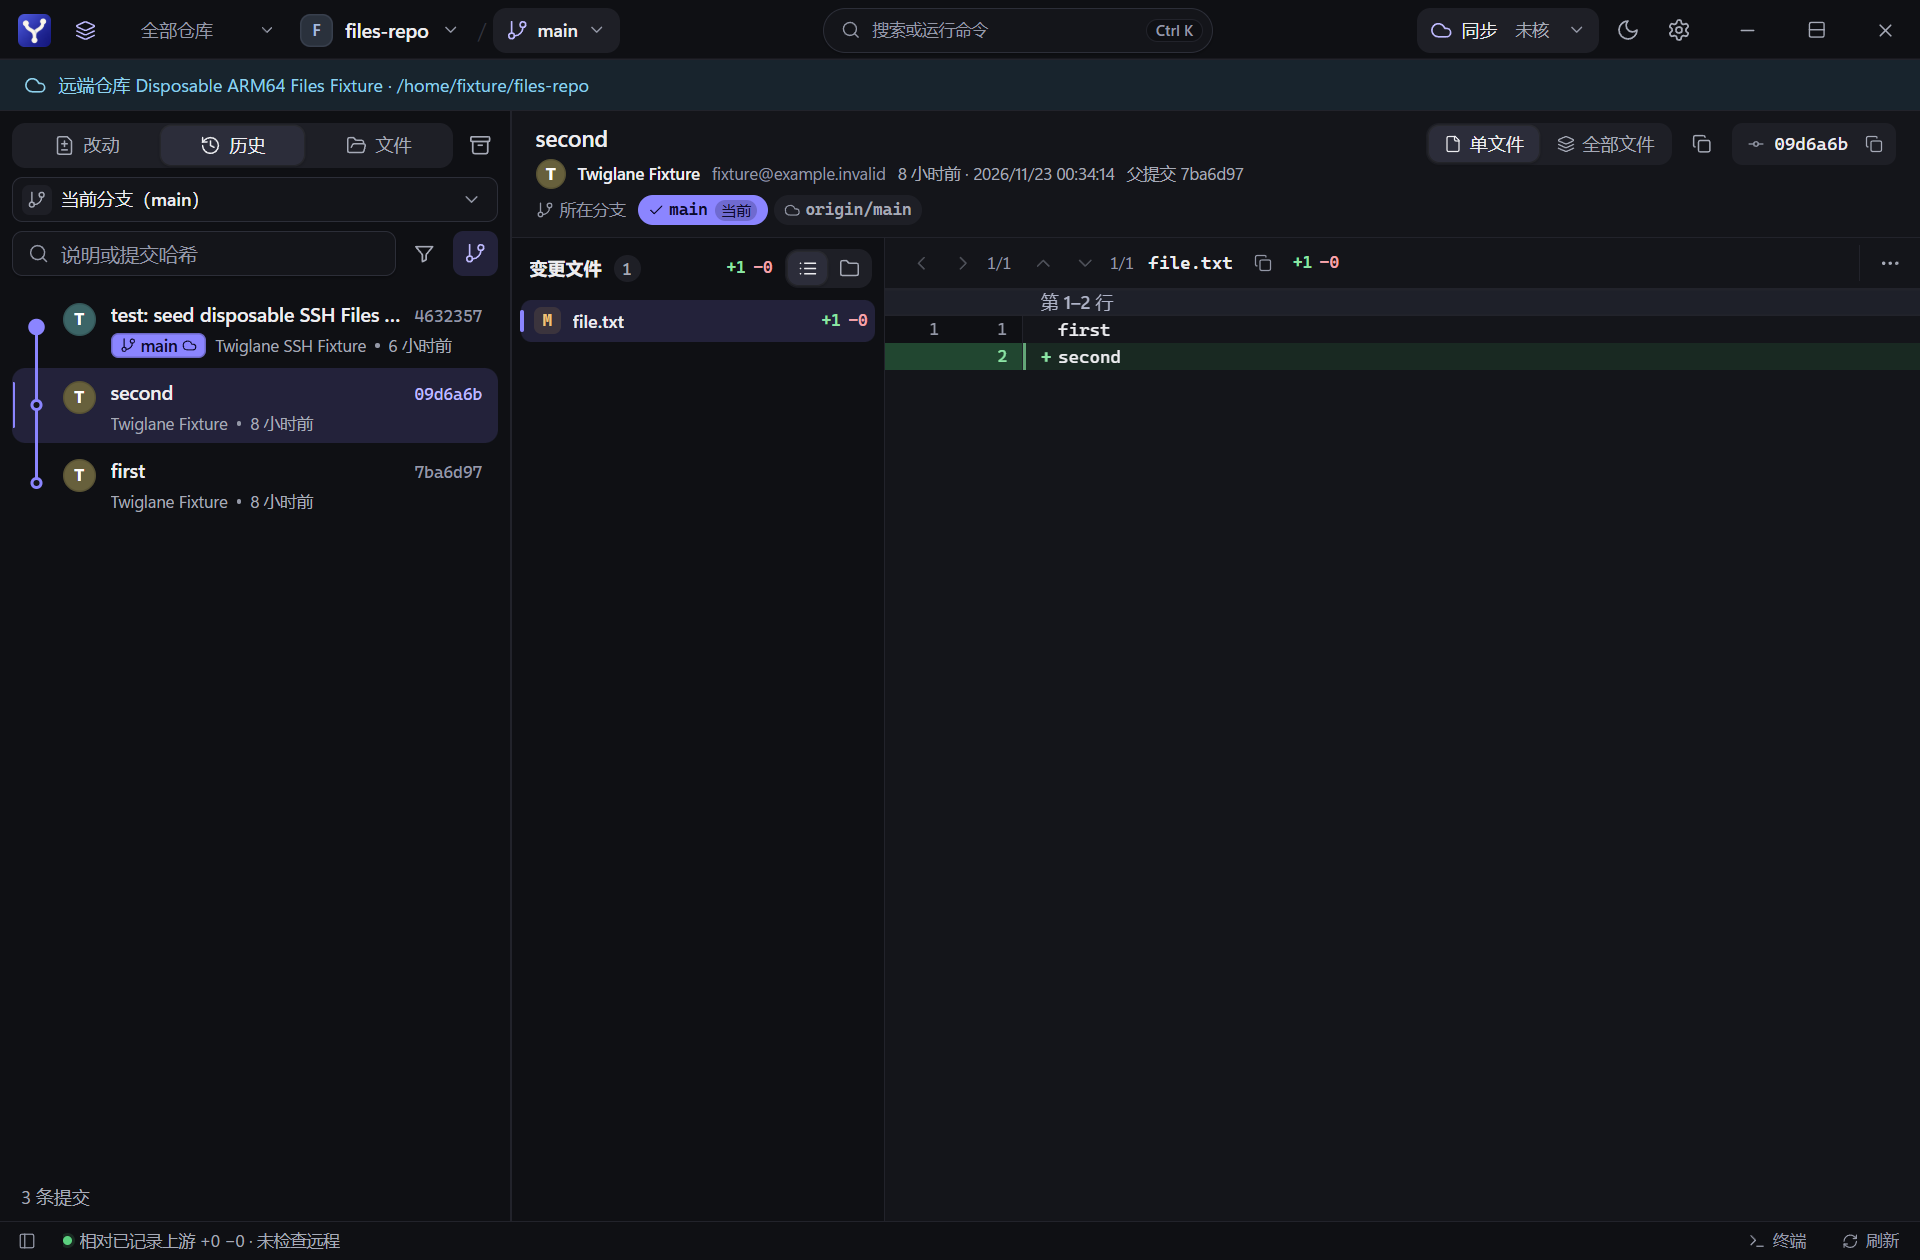 全部仓库 F files-repo / main 搜索或运行命令 Ctrl K 同步 未核
远端仓库 Disposable ARM64 Files Fixture · /home/fixture/files-repo
改动 历史 文件
当前分支（main）
说明或提交哈希
T test: seed disposable SSH Files ... 4632357
main Twiglane SSH Fixture • 6 小时前
T second 09d6a6b
Twiglane Fixture • 8 小时前
T first 7ba6d97
Twiglane Fixture • 8 小时前
3 条提交
second
单文件 全部文件 09d6a6b
T Twiglane Fixture fixture@example.invalid 8 小时前 · 2026/11/23 00:34:14 父提交 7ba6d97
所在分支 main 当前 origin/main
变更文件 1 +1 −0
M file.txt +1 −0
1/1 1/1 file.txt +1 −0
第 1–2 行
1 1 first
2 + second
相对已记录上游 +0 −0 · 未检查远程
终端 刷新